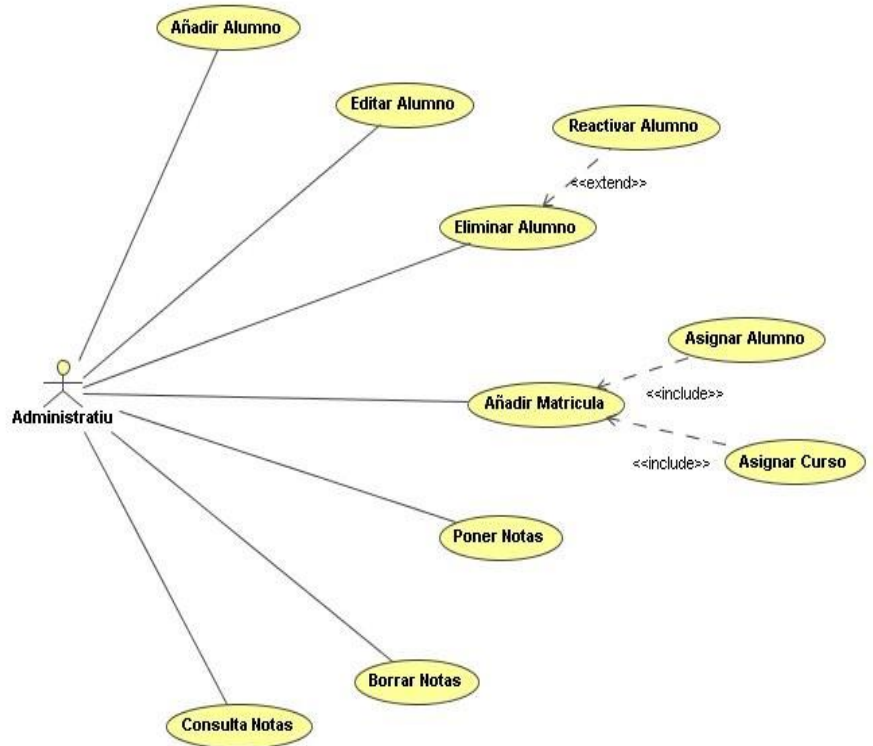 Añadir Alumno
Editar Alumno
Reactivar Alumno
<<extend>>
Eliminar Alumno
Asignar Alumno
<<include>>
Añadir Matricula
Administratiu
<<include>>
Asignar Curso
Poner Notas
Borrar Notas
Consulta Notas